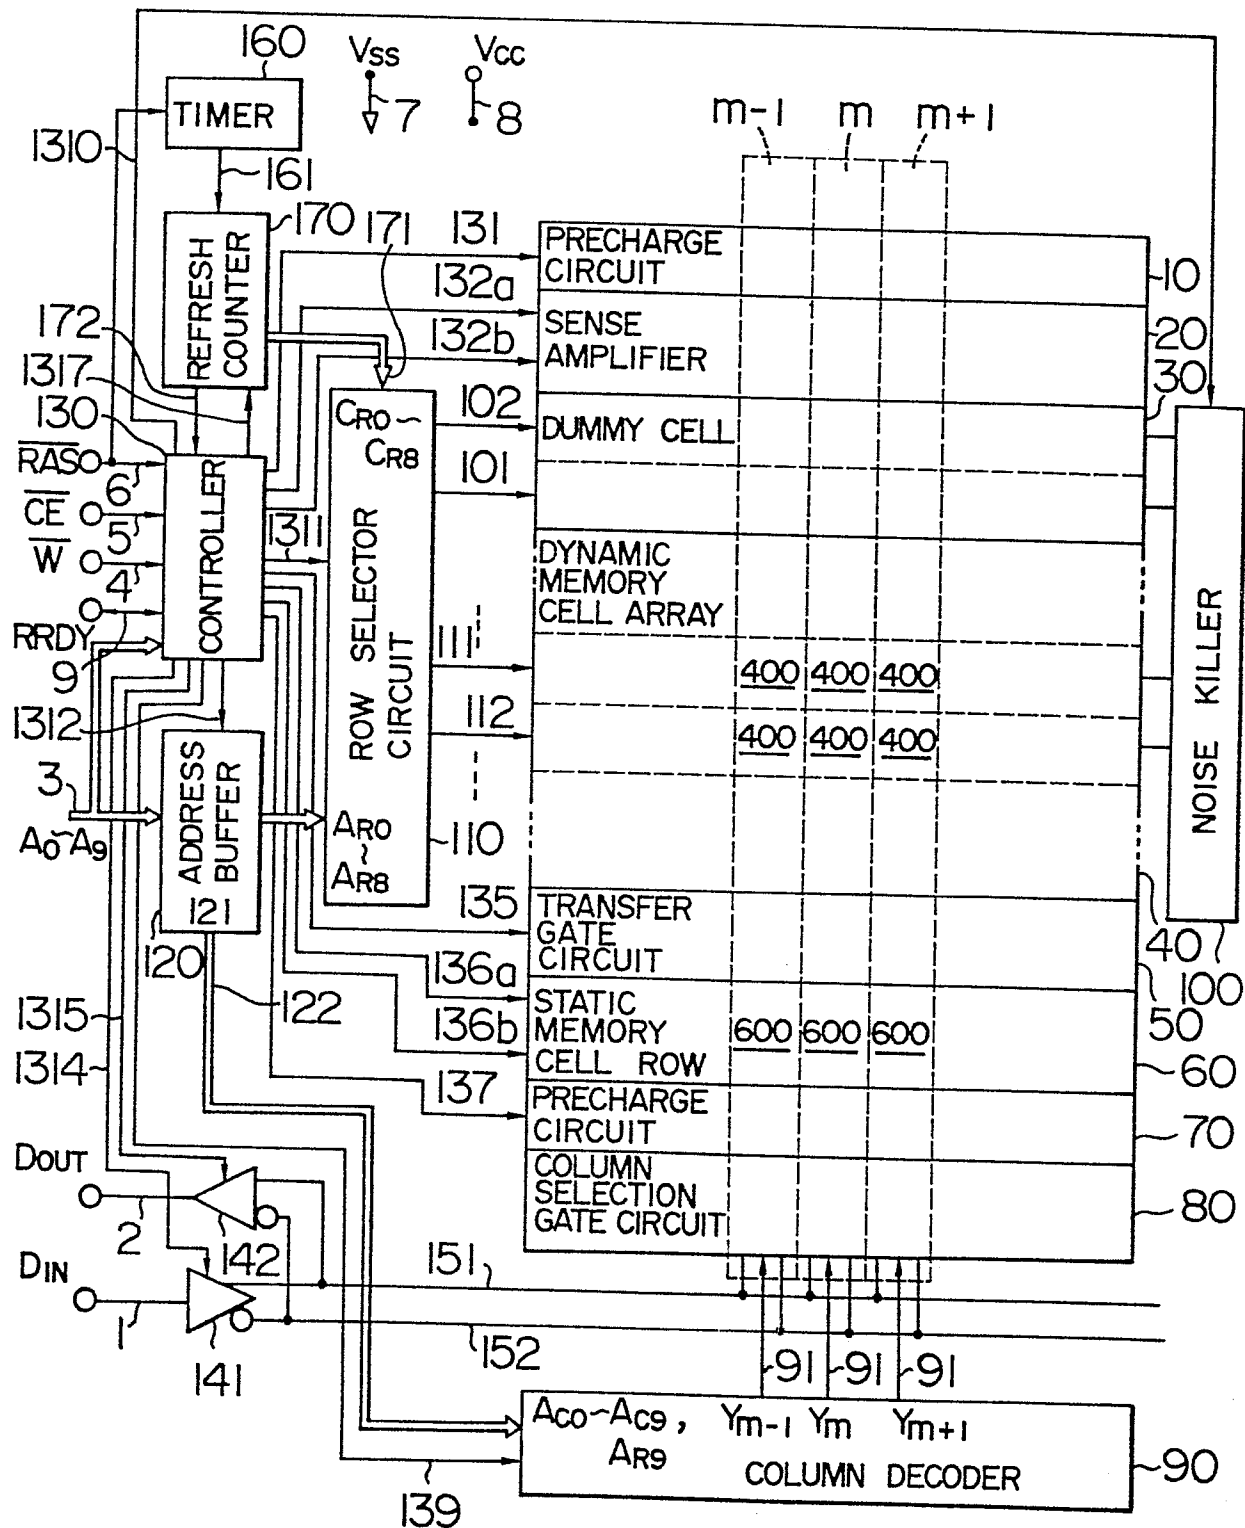 160
VSS
VCC
TIMER
7
8
m-1
m
m+1
1310
161
170
171
131
PRECHARGE
CIRCUIT
10
REFRESH
COUNTER
132a
SENSE
AMPLIFIER
20
172
132b
1317
30
130
CR0~
CR8
102
DUMMY CELL
RAS
6
101
CE
5
CONTROLLER
1311
DYNAMIC
MEMORY
CELL ARRAY
W
4
RRDY
9
ROW SELECTOR
CIRCUIT
111
400 400 400
NOISE KILLER
1312
112
400 400 400
3
A0~A9
ADDRESS
BUFFER
121
AR0
~
AR8
110
135
TRANSFER
GATE
CIRCUIT
40
120
100
122
136a
50
1315
STATIC
MEMORY
CELL ROW
600 600 600
136b
60
1314
137
PRECHARGE
CIRCUIT
70
DOUT
COLUMN
SELECTION
GATE CIRCUIT
80
2
142
DIN
151
1
141
152
91
91
91
AC0~AC9,
AR9
Ym-1
Ym
Ym+1
COLUMN DECODER
90
139